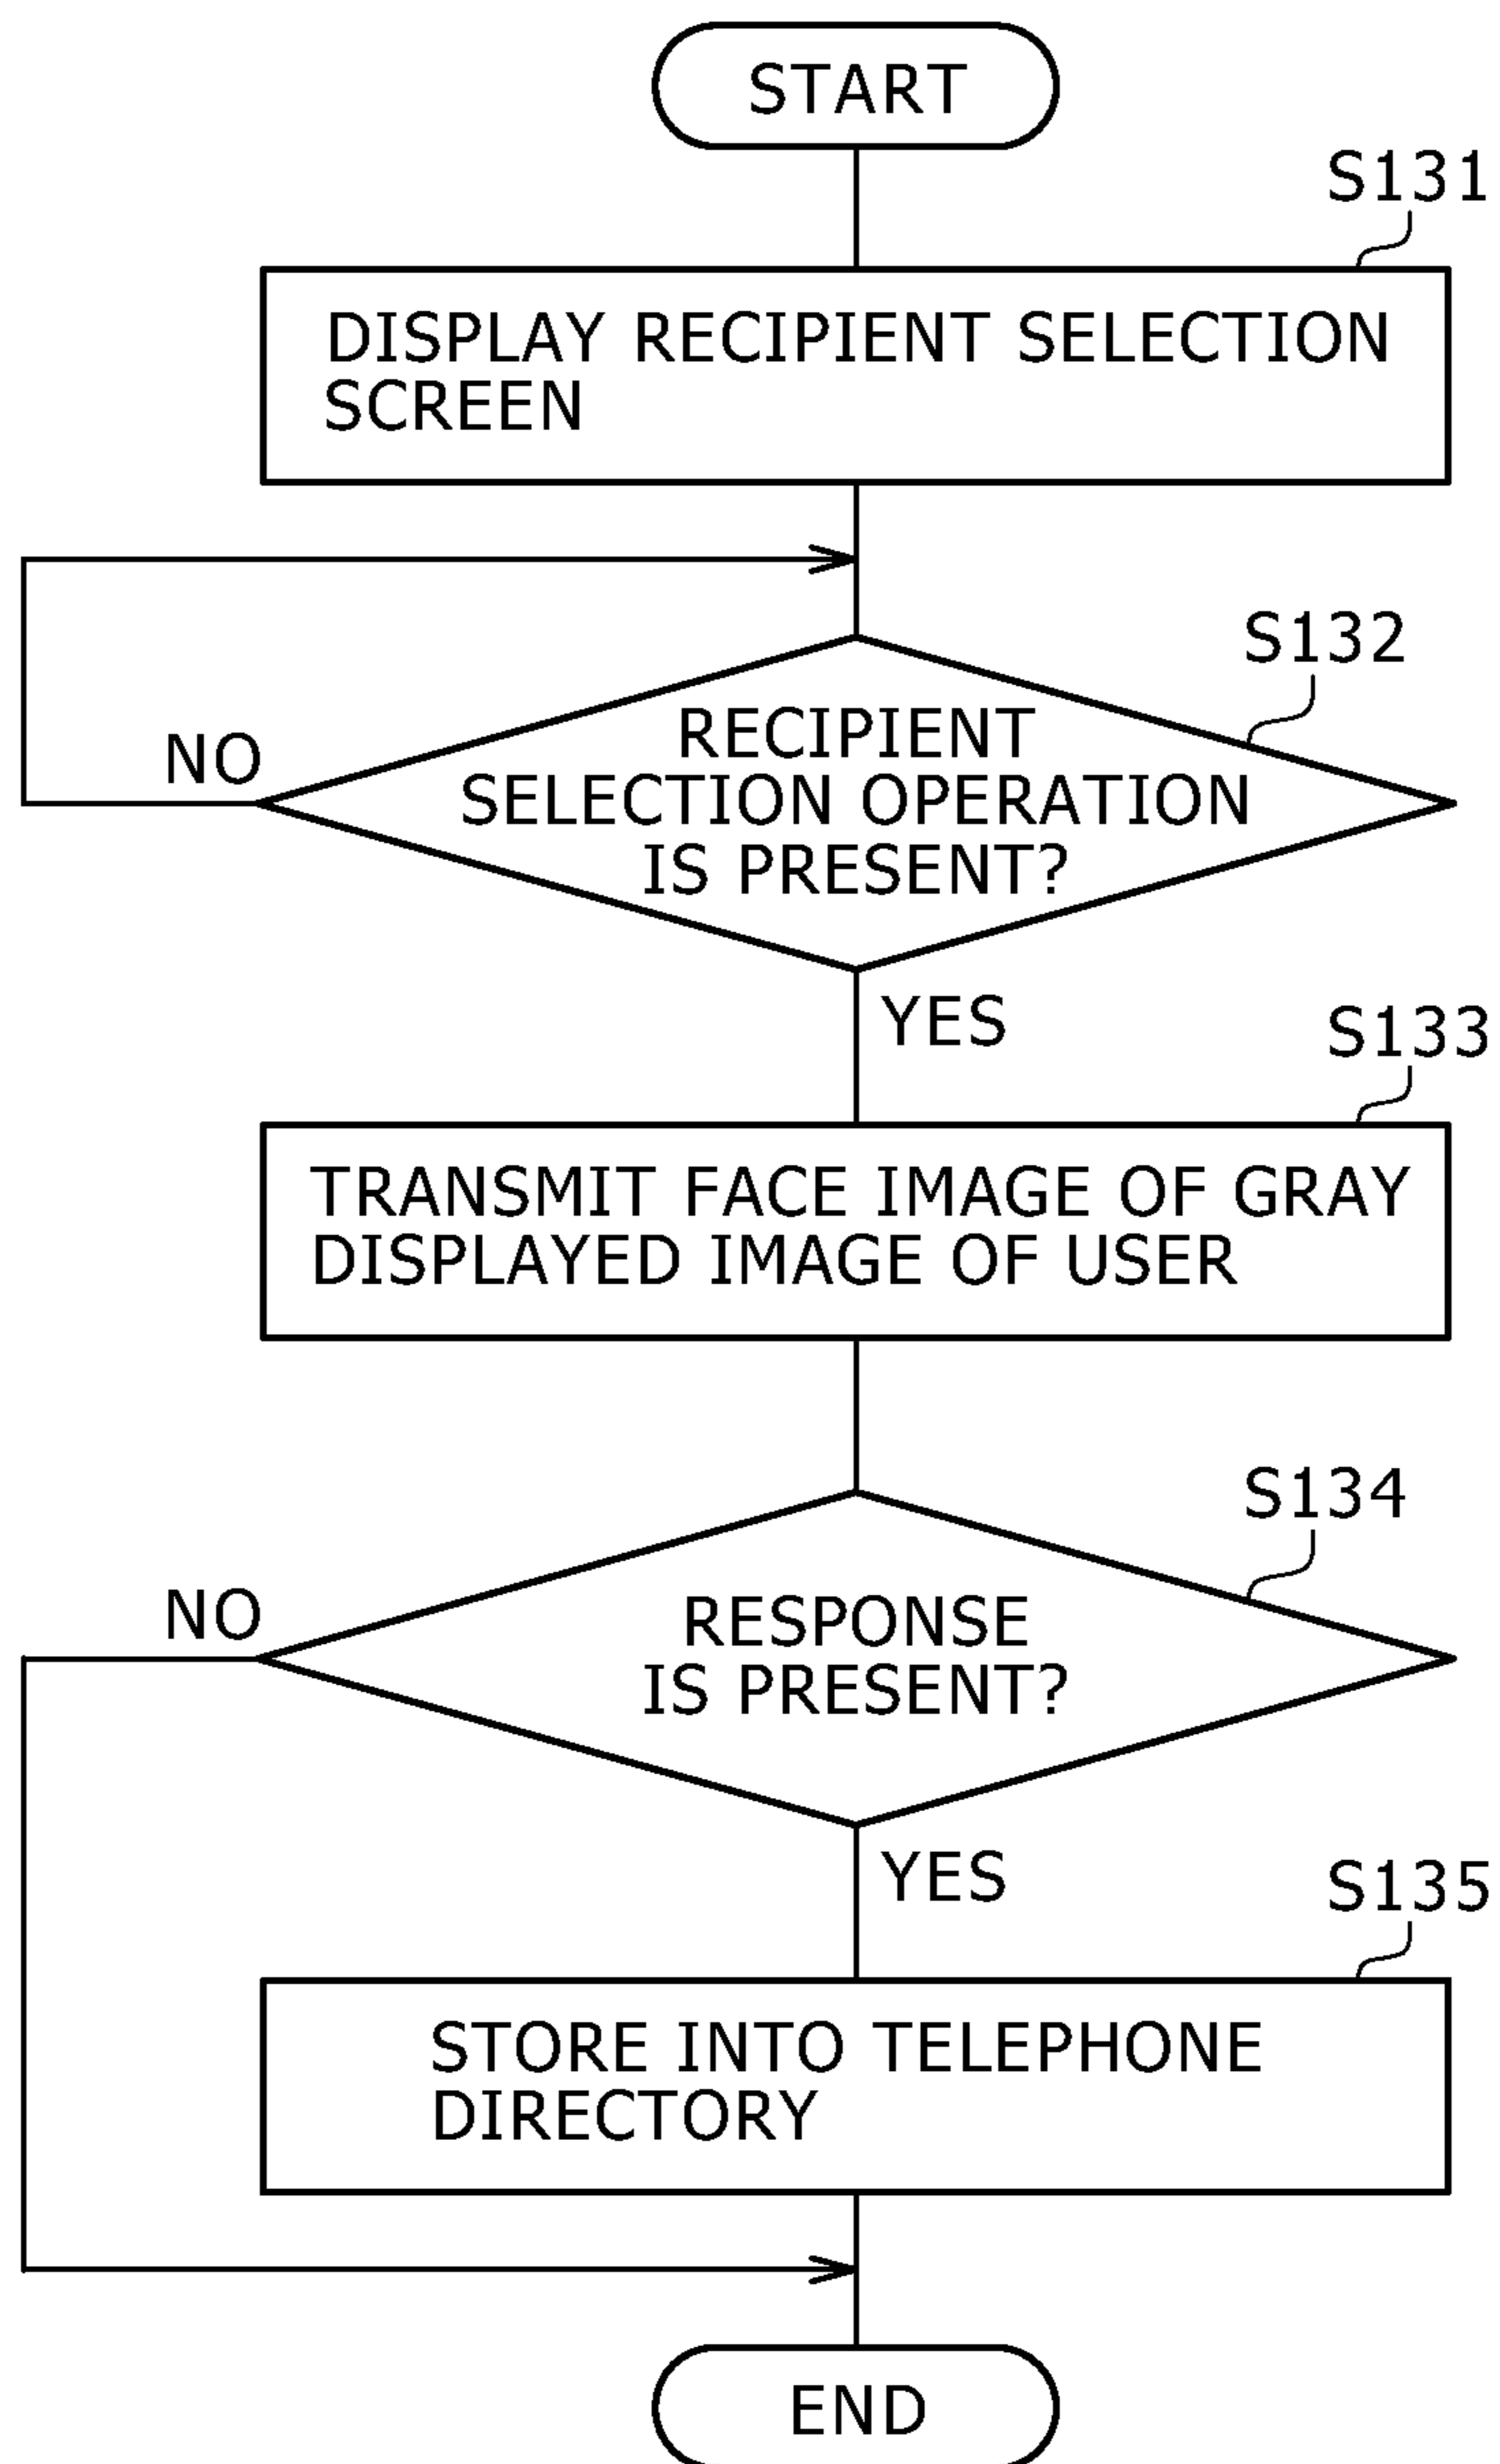 START
S131
DISPLAY RECIPIENT SELECTION
SCREEN
S132
NO
RECIPIENT
SELECTION OPERATION
IS PRESENT?
YES
S133
TRANSMIT FACE IMAGE OF GRAY
DISPLAYED IMAGE OF USER
S134
NO
RESPONSE
IS PRESENT?
YES
S135
STORE INTO TELEPHONE
DIRECTORY
END